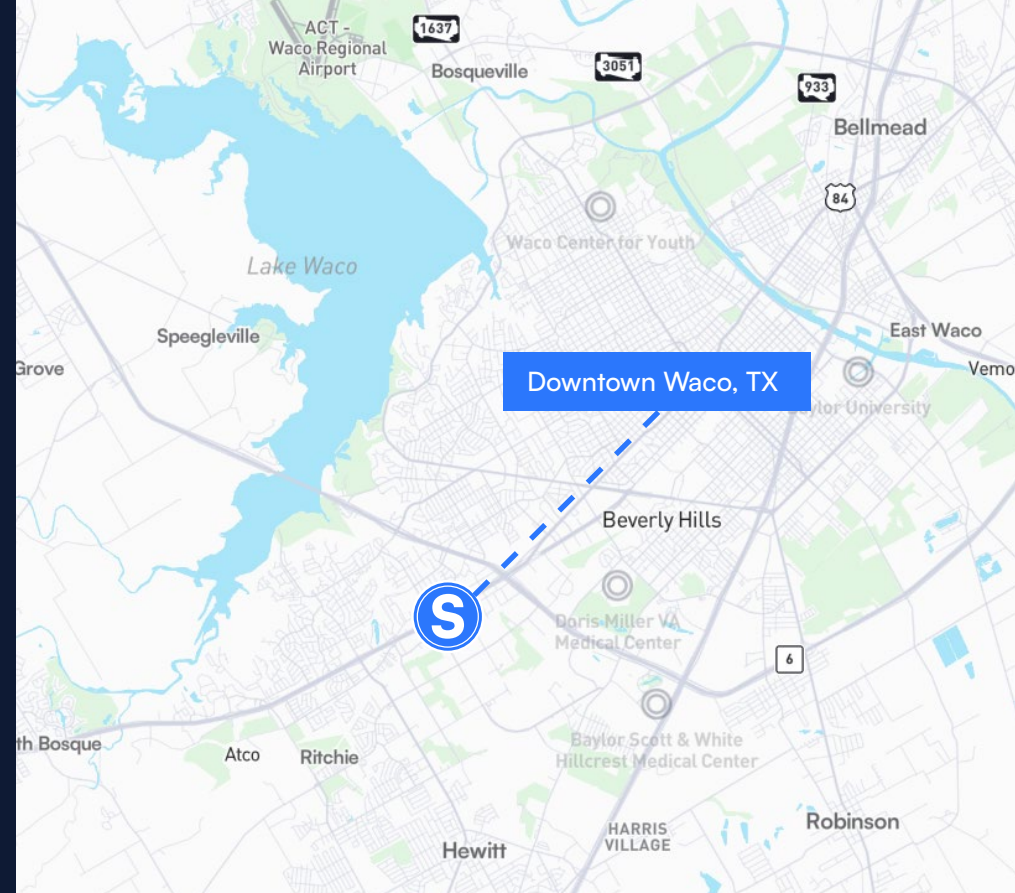 ACT -
Waco Regional
Airport
1637
Bosqueville
3051
933
Bellmead
84
Waco Center for Youth
Lake Waco
East Waco
Speegleville
Grove
Vemo
Downtown Waco, TX
ylor University
Beverly Hills
S
Doris Miller VA
Medical Center
6
th Bosque
Atco
Ritchie
Baylor Scott & White
Hillcrest Medical Center
HARRIS
VILLAGE
Robinson
Hewitt